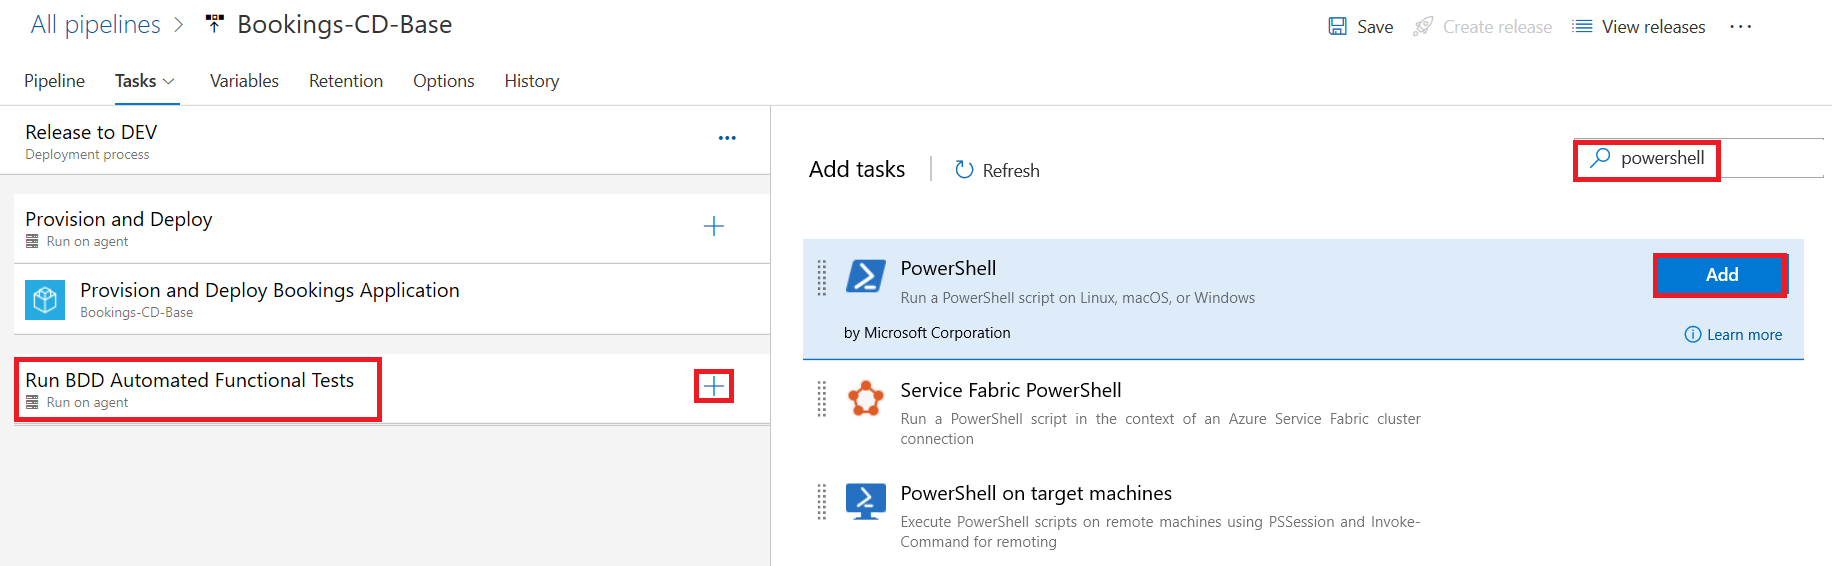 All pipelines > Bookings-CD-Base
Save Create release View releases ...
Pipeline Tasks Variables Retention Options History
Release to DEV
Deployment process
Provision and Deploy
Run on agent
Provision and Deploy Bookings Application
Bookings-CD-Base
Run BDD Automated Functional Tests
Run on agent
Add tasks Refresh
powershell
PowerShell
Run a PowerShell script on Linux, macOS, or Windows
Add
by Microsoft Corporation
Learn more
Service Fabric PowerShell
Run a PowerShell script in the context of an Azure Service Fabric cluster
connection
PowerShell on target machines
Execute PowerShell scripts on remote machines using PSSession and Invoke-
Command for remoting